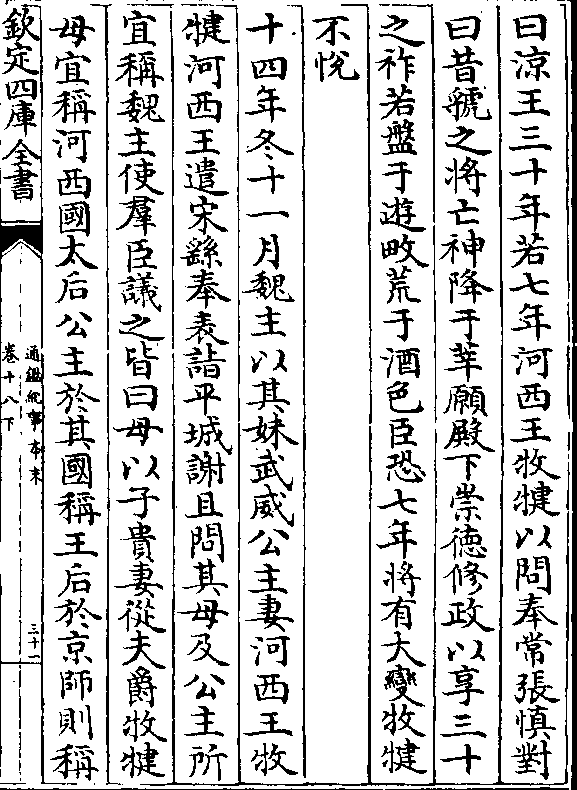 曰涼王三十年若七年河西王牧犍以問奉常張慎對
曰昔虢之將亡神降于莘願殿下崇德修政以享三十
之祚若盤于遊畋荒于酒色臣恐七年將有大變牧犍
不悅
十四年冬十一月魏主以其妹武威公主妻河西王牧
犍河西王遣宋繇奉表詣平城謝且問其母及公主所
宜稱魏主使羣臣議之皆曰母以子貴妻從夫爵牧犍
母宜稱河西國太后公主於其國稱王后於京師則稱
欽定四庫全書
通鑑紀事本末
卷十八下
三十一